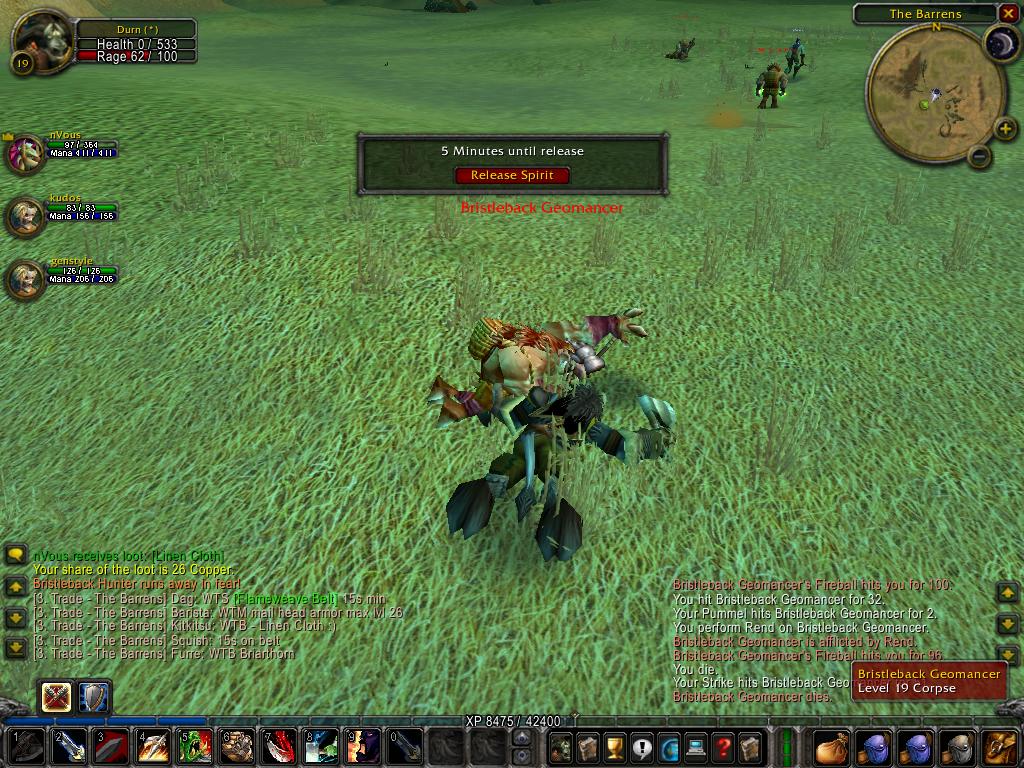 Durn (*)
Health 0 / 533
Rage 62 / 100
19
The Barrens
N
nVous
97 / 364
Mana 411 / 411
kudos
83 / 83
Mana 156 / 156
genstyle
126 / 126
Mana 206 / 206
5 Minutes until release
Release Spirit
Bristleback Geomancer
nVous receives loot: [Linen Cloth]
Your share of the loot is 26 Copper.
Bristleback Hunter runs away in fear!
[3. Trade - The Barrens] Dag: WTS [Flameweave Belt] 15s min
[3. Trade - The Barrens] Barista: WTM mail head armor max lvl 26
[3. Trade - The Barrens] Kitkitsu: WTB - Linen Cloth :)
[3. Trade - The Barrens] Squish: 15s on belt
[3. Trade - The Barrens] Furre: WTB Briarthorn
Bristleback Geomancer's Fireball hits you for 100.
You hit Bristleback Geomancer for 32.
Your Pummel hits Bristleback Geomancer for 2.
You perform Rend on Bristleback Geomancer.
Bristleback Geomancer is afflicted by Rend.
Bristleback Geomancer's Fireball hits you for 96.
You die.
Your Strike hits Bristleback Geo
Bristleback Geomancer dies.
Bristleback Geomancer
Level 19 Corpse
XP 8475 / 42400
1 2 3 4 5 6 7 8 9 0